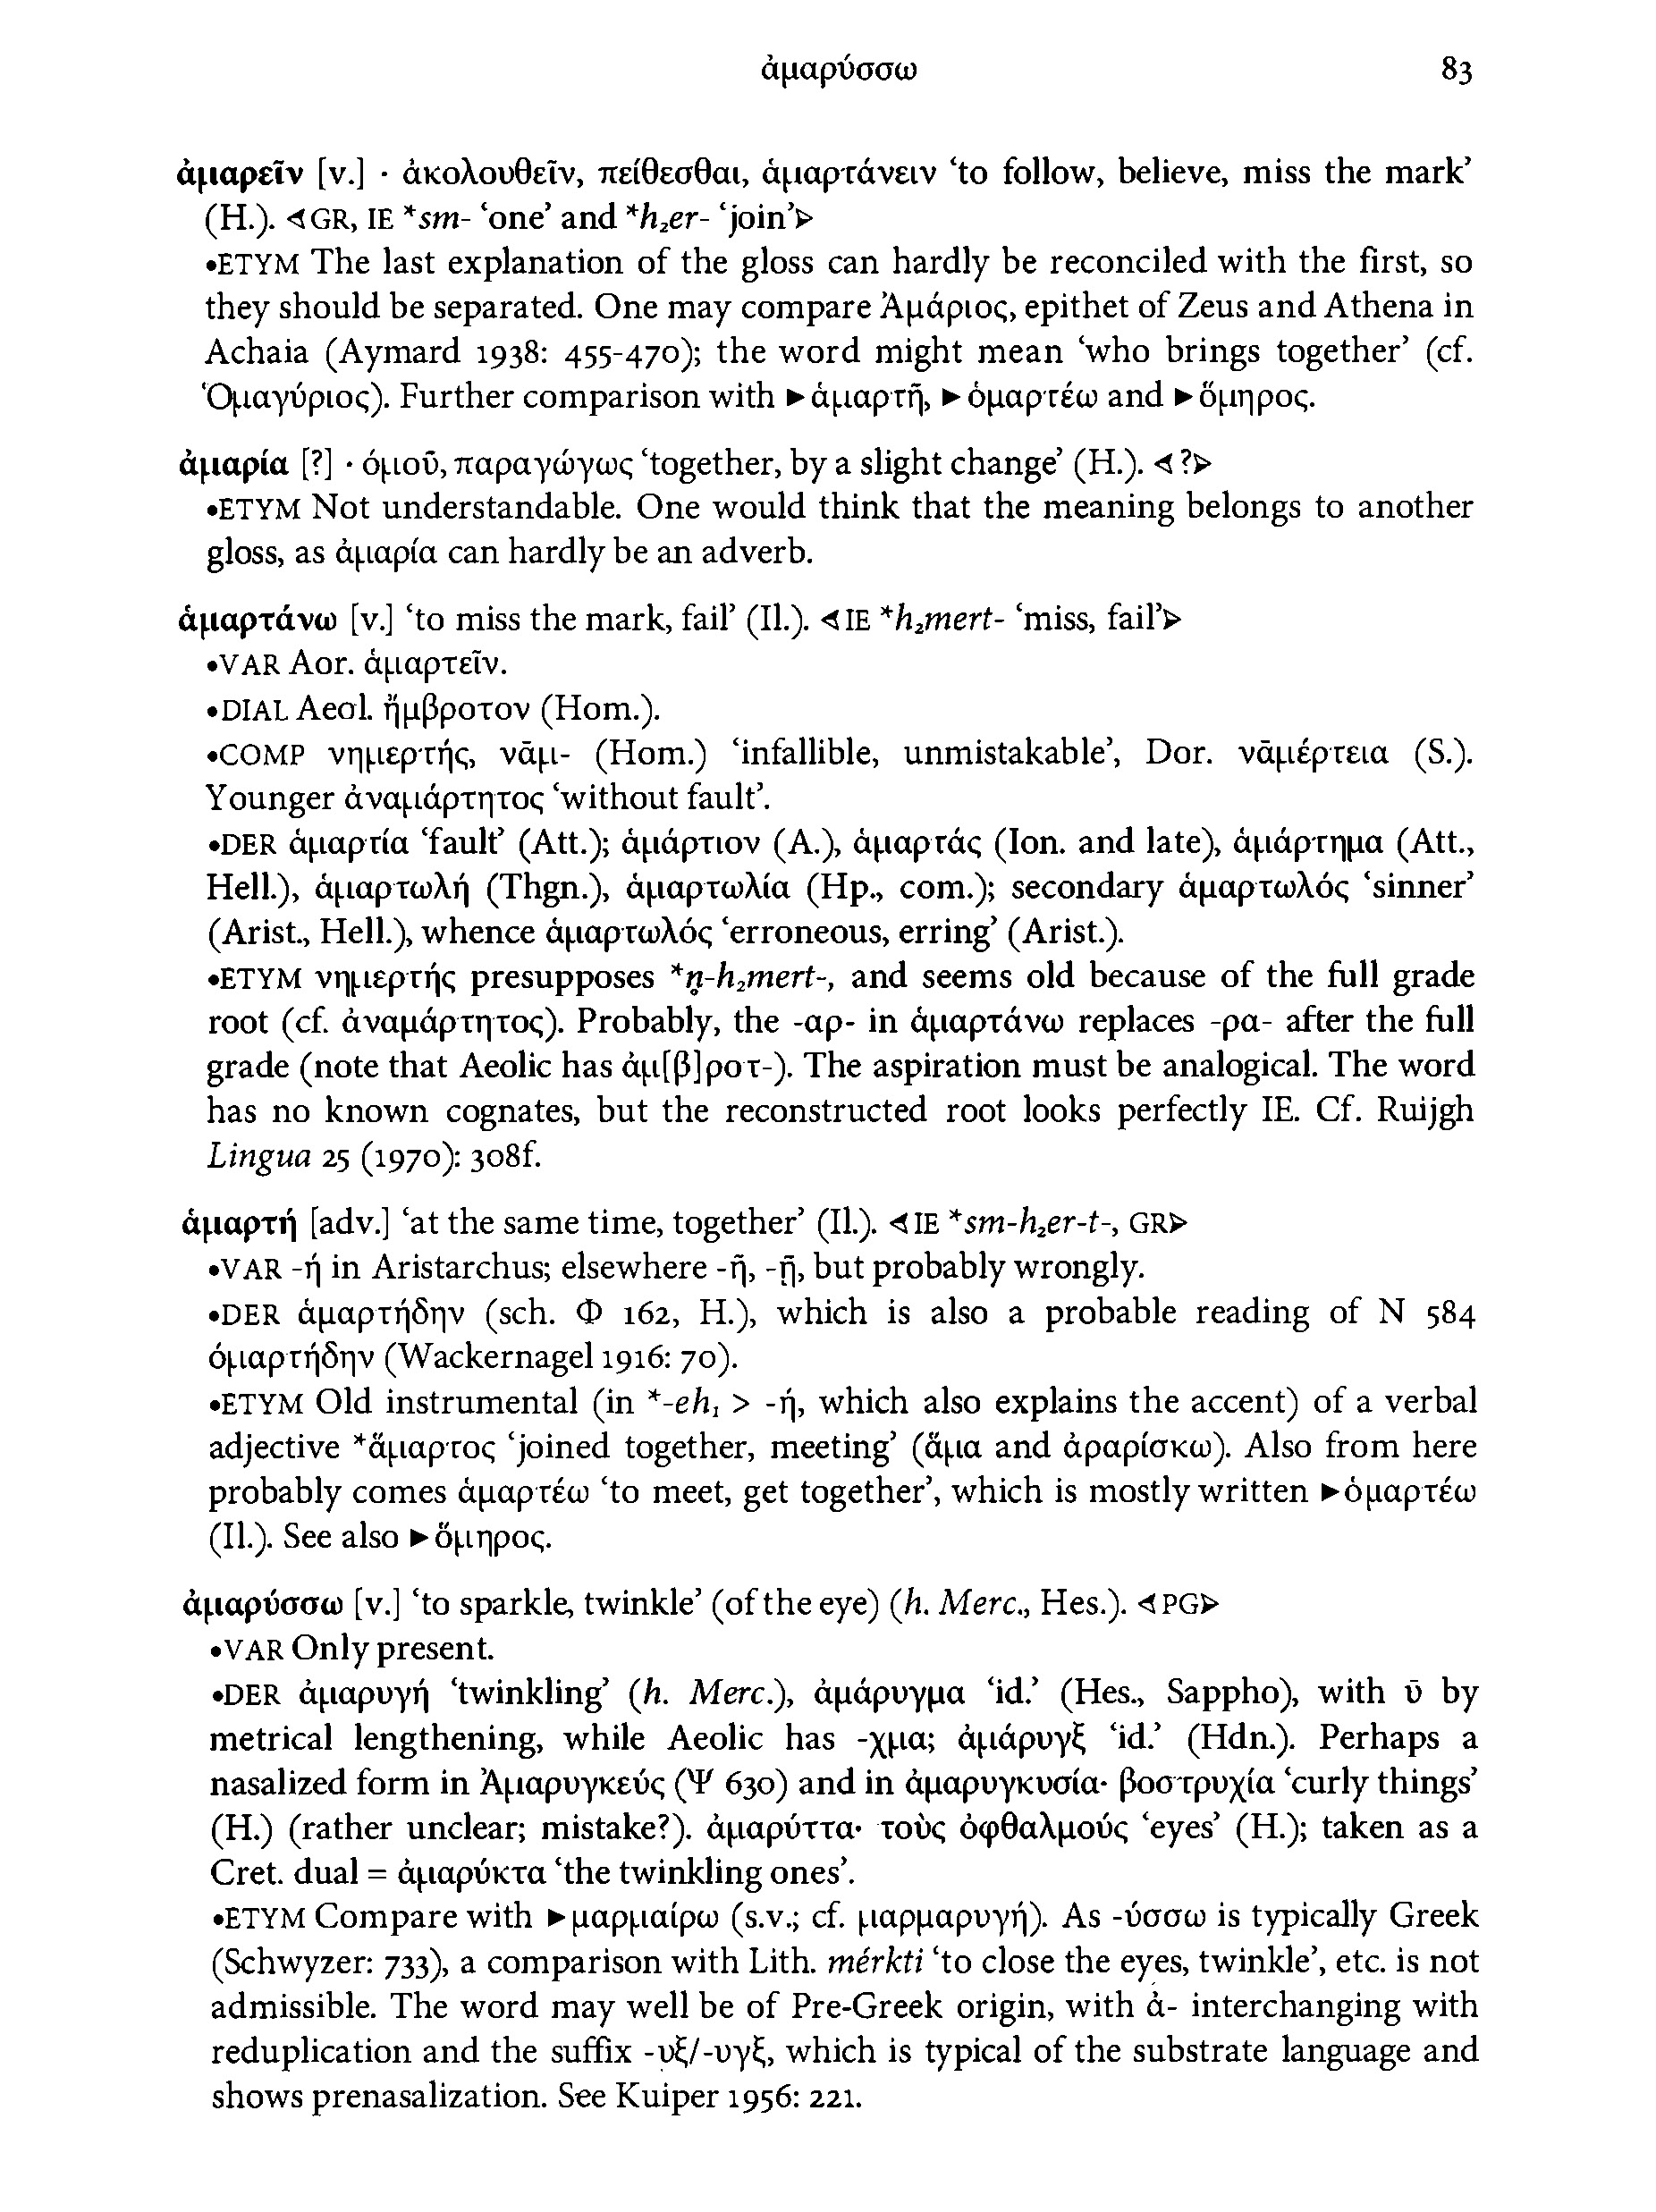 ἀμαρύσσω 83
ἁμαρεῖν [v.] · ἀκολουθεῖν, πείθεσθαι, ἁμαρτάνειν ‘to follow, believe, miss the mark’
(H.). ◁GR, IE *sm- ‘one’ and *h₂er- ‘join’▷
•ETYM The last explanation of the gloss can hardly be reconciled with the first, so
they should be separated. One may compare Ἀμάριος, epithet of Zeus and Athena in
Achaia (Aymard 1938: 455-470); the word might mean ‘who brings together’ (cf.
Ὁμαγύριος). Further comparison with ►ἁμαρτῆ, ►ὁμαρτέω and ►ὅμηρος.
ἁμαρία [?] · ὁμοῦ, παραγώγως ‘together, by a slight change’ (H.). ◁?▷
•ETYM Not understandable. One would think that the meaning belongs to another
gloss, as ἁμαρία can hardly be an adverb.
ἁμαρτάνω [v.] ‘to miss the mark, fail’ (Il.). ◁IE *h₂mert- ‘miss, fail’▷
•VAR Aor. ἁμαρτεῖν.
•DIAL Aeol. ἤμβροτον (Hom.).
•COMP νημερτής, νᾱμι- (Hom.) ‘infallible, unmistakable’, Dor. νᾱμέρτεια (S.).
Younger ἀναμάρτητος ‘without fault’.
•DER ἁμαρτία ‘fault’ (Att.); ἁμάρτιον (A.), ἁμαρτάς (Ion. and late), ἁμάρτημα (Att.,
Hell.), ἁμαρτωλή (Thgn.), ἁμαρτωλία (Hp., com.); secondary ἁμαρτωλός ‘sinner’
(Arist., Hell.), whence ἁμαρτωλός ‘erroneous, erring’ (Arist.).
•ETYM νημερτής presupposes *n̥-h₂mert-, and seems old because of the full grade
root (cf. ἀναμάρτητος). Probably, the -αρ- in ἁμαρτάνω replaces -ρα- after the full
grade (note that Aeolic has ἀμ[β]ροτ-). The aspiration must be analogical. The word
has no known cognates, but the reconstructed root looks perfectly IE. Cf. Ruijgh
Lingua 25 (1970): 308f.
ἁμαρτή [adv.] ‘at the same time, together’ (Il.). ◁IE *sm-h₂er-t-, GR▷
•VAR -ή in Aristarchus; elsewhere -ῆ, -ῇ, but probably wrongly.
•DER ἁμαρτήδην (sch. Φ 162, H.), which is also a probable reading of N 584
ὁμαρτήδην (Wackernagel 1916: 70).
•ETYM Old instrumental (in *-eh₁ > -ή, which also explains the accent) of a verbal
adjective *ἅμαρτος ‘joined together, meeting’ (ἅμα and ἀραρίσκω). Also from here
probably comes ἁμαρτέω ‘to meet, get together’, which is mostly written ►ὁμαρτέω
(Il.). See also ►ὅμηρος.
ἀμαρύσσω [v.] ‘to sparkle, twinkle’ (of the eye) (h. Merc., Hes.). ◁PG▷
•VAR Only present.
•DER ἀμαρυγή ‘twinkling’ (h. Merc.), ἀμάρυγμα ‘id.’ (Hes., Sappho), with ῡ by
metrical lengthening, while Aeolic has -χμα; ἀμάρυγξ ‘id.’ (Hdn.). Perhaps a
nasalized form in Ἀμαρυγκεύς (Ψ 630) and in ἀμαρυγκυσία· βοστρυχία ‘curly things’
(H.) (rather unclear; mistake?). ἀμαρύττα· τοὺς ὀφθαλμούς ‘eyes’ (H.); taken as a
Cret. dual = ἀμαρύκτα ‘the twinkling ones’.
•ETYM Compare with ►μαρμαίρω (s.v.; cf. μαρμαρυγή). As -ύσσω is typically Greek
(Schwyzer: 733), a comparison with Lith. mérkti ‘to close the eyes, twinkle’, etc. is not
admissible. The word may well be of Pre-Greek origin, with ἀ- interchanging with
reduplication and the suffix -υξ/-υγξ, which is typical of the substrate language and
shows prenasalization. See Kuiper 1956: 221.